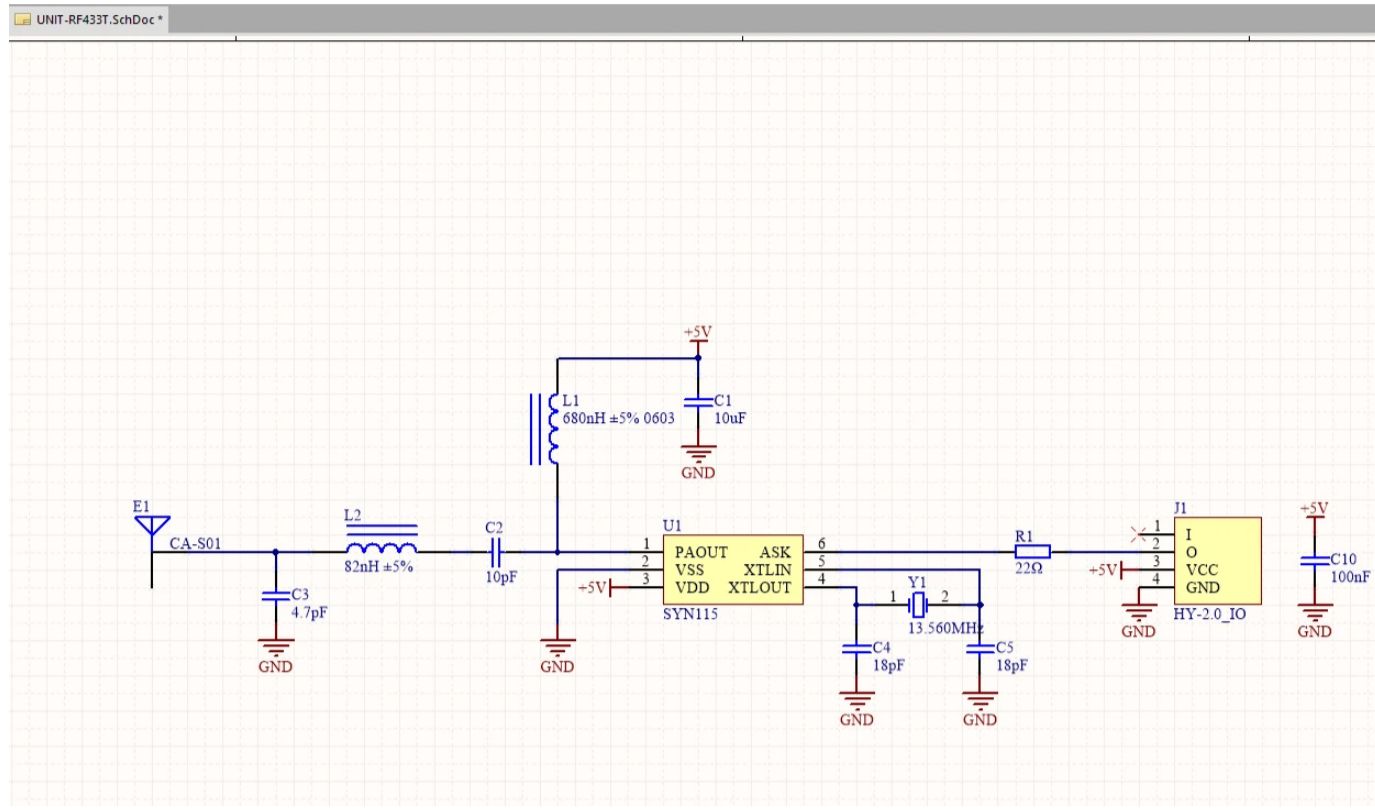 UNIT-RF433T.SchDoc *
+5V
L1
680nH ±5% 0603
C1
10uF
GND
E1
CA-S01
L2
82nH ±5%
C2
10pF
C3
4.7pF
GND
GND
U1
1 PAOUT ASK 6
2 VSS XTLIN 5
3 VDD XTLOUT 4
+5V
SYN115
Y1
1 2
13.560MHz
C4
18pF
GND
C5
18pF
GND
R1
22Ω
J1
1 I
2 O
3 VCC
4 GND
+5V
GND
HY-2.0_IO
+5V
C10
100nF
GND